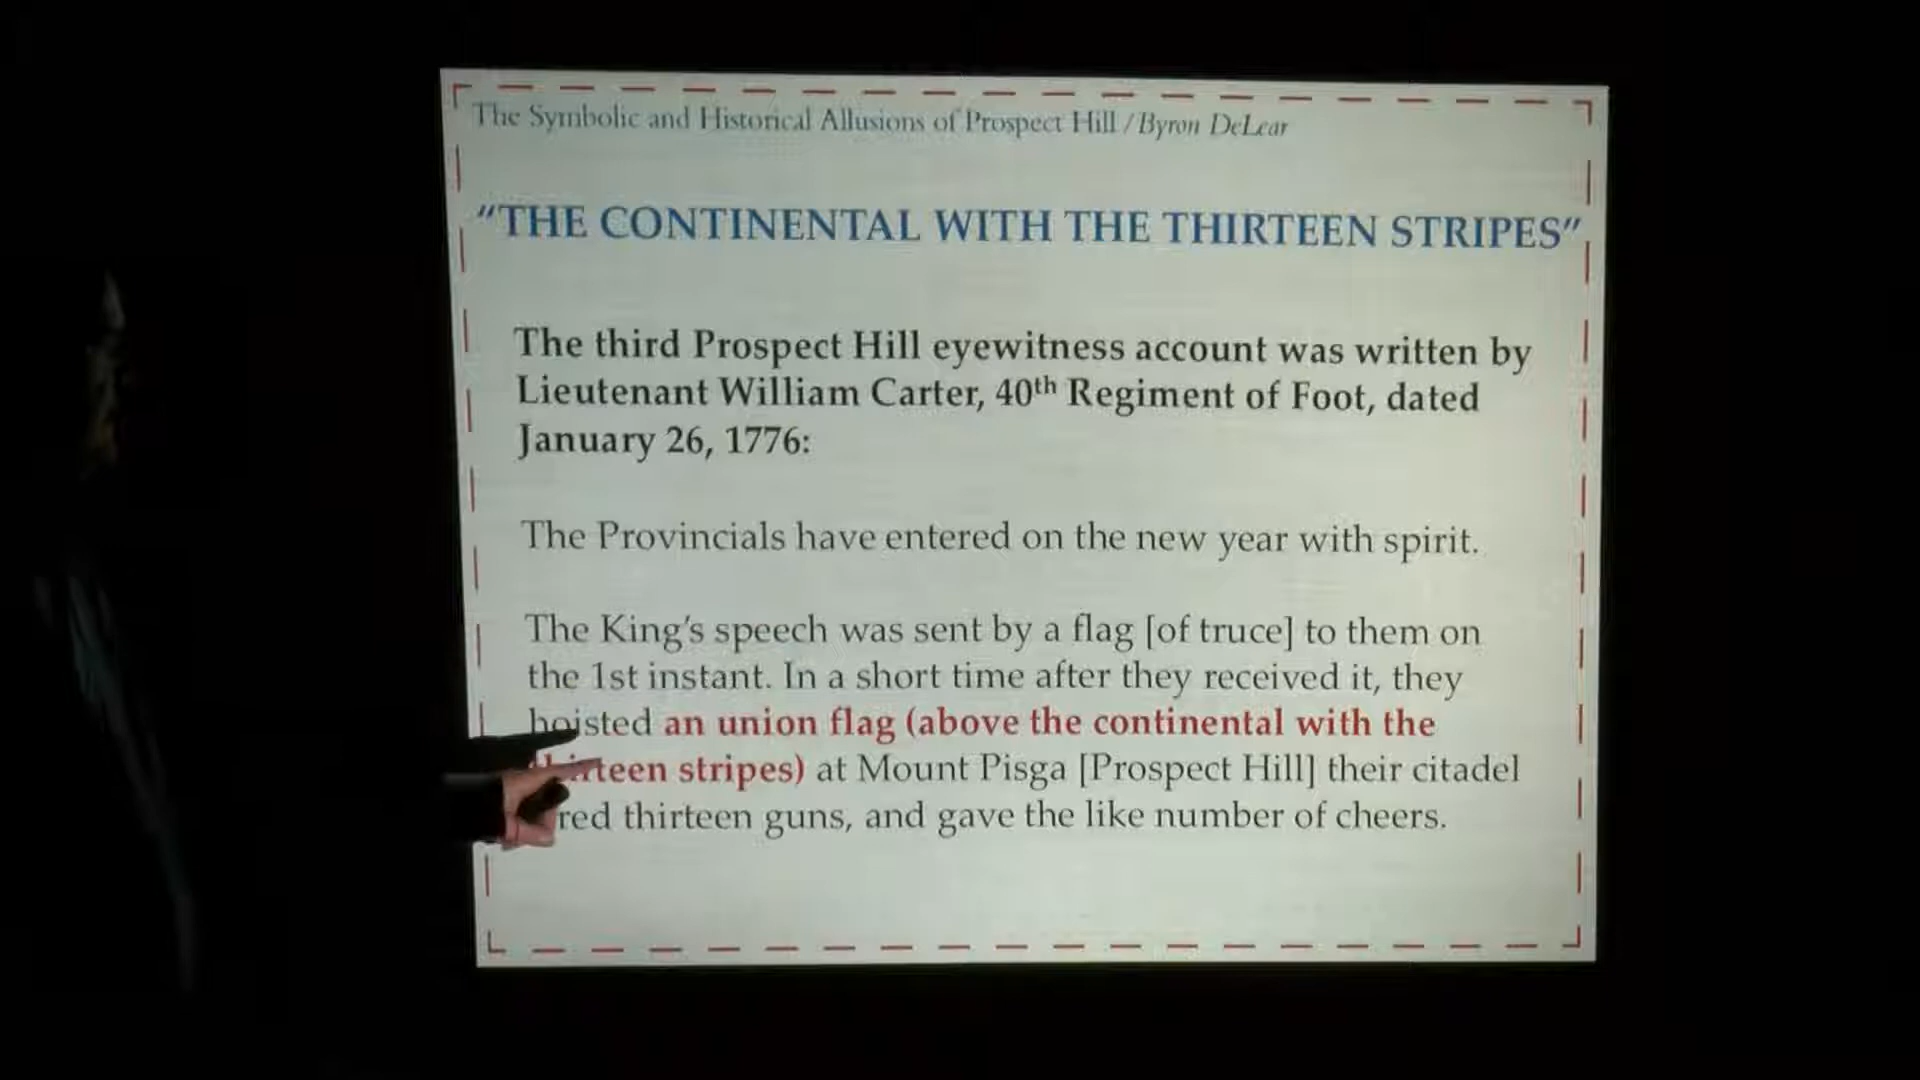 The Symbolic and Historical Allusions of Prospect Hill / Byron DeLear
"THE CONTINENTAL WITH THE THIRTEEN STRIPES"
The third Prospect Hill eyewitness account was written by
Lieutenant William Carter, 40th Regiment of Foot, dated
January 26, 1776:
The Provincials have entered on the new year with spirit.
The King's speech was sent by a flag [of truce] to them on
the 1st instant. In a short time after they received it, they
hoisted an union flag (above the continental with the
thirteen stripes) at Mount Pisga [Prospect Hill] their citadel
red thirteen guns, and gave the like number of cheers.